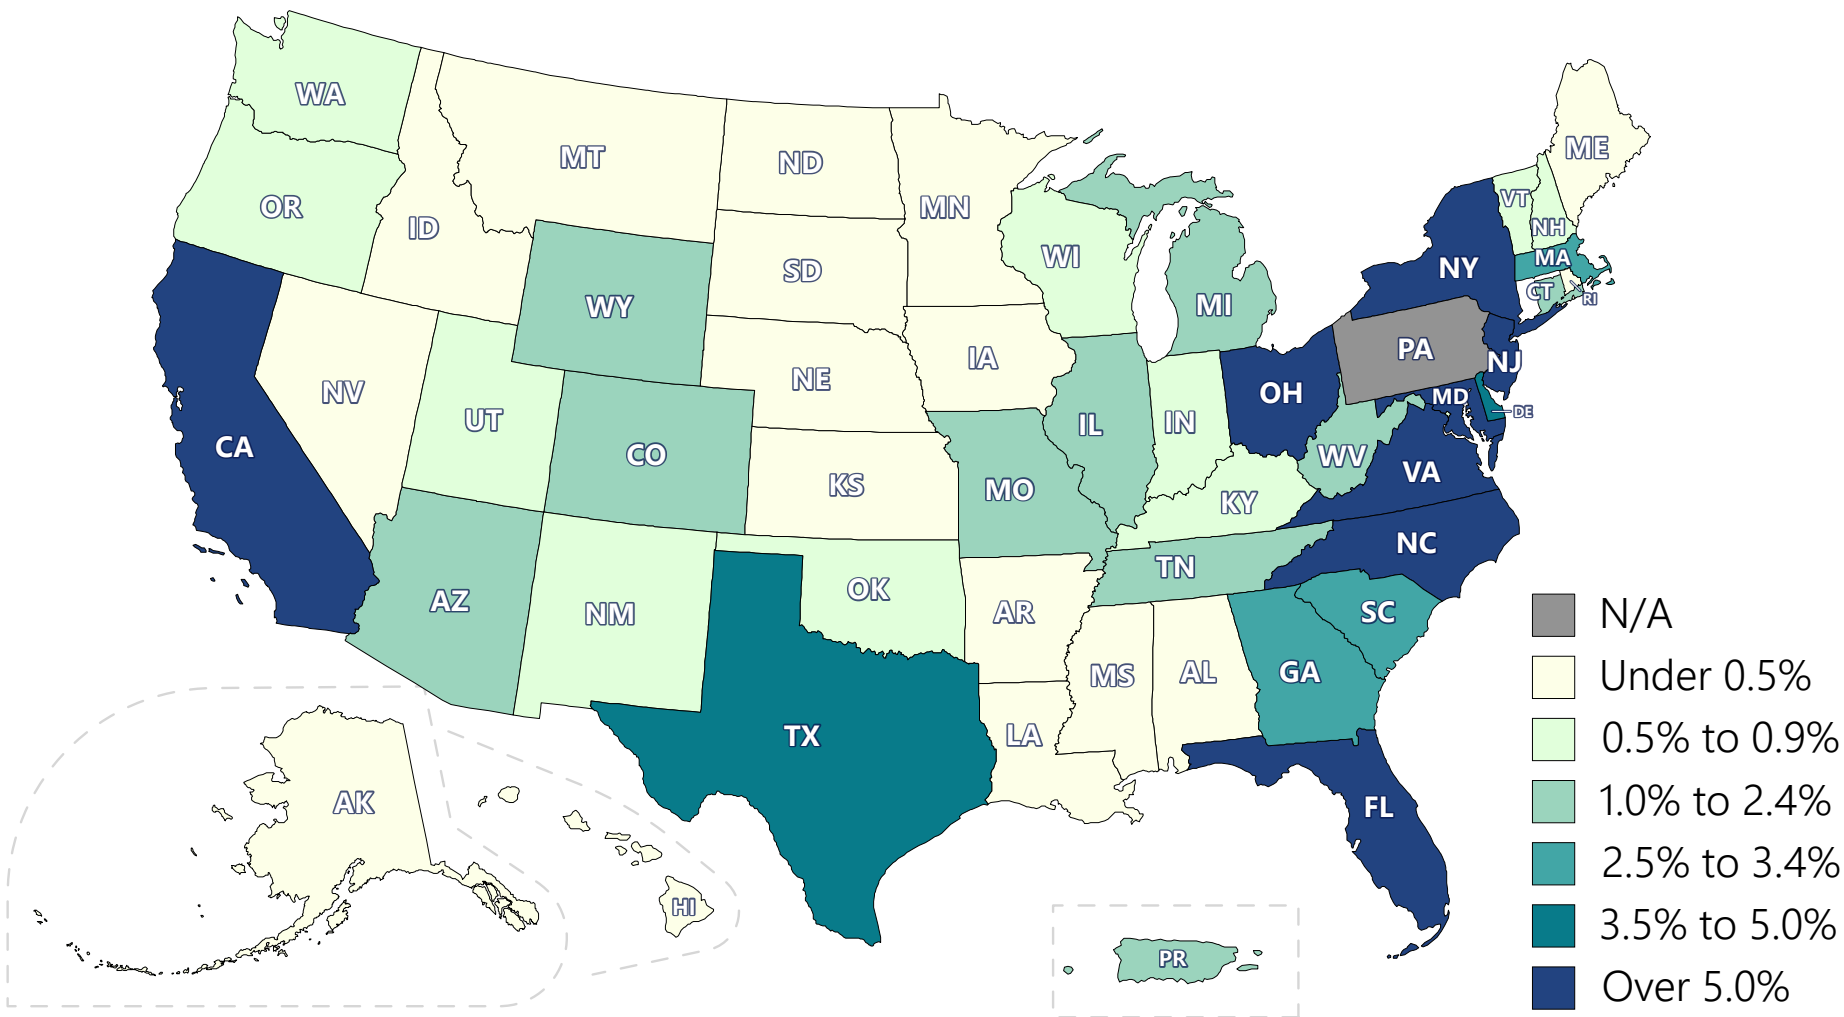 WA
MT
ND
MN
ME
OR
ID
SD
WI
VT
NH
MA
NY
CT
RI
WY
MI
IA
PA
NJ
NV
NE
OH
MD
DE
UT
CO
IL
IN
WV
VA
CA
KS
MO
KY
NC
AZ
NM
OK
AR
TN
SC
MS
AL
GA
TX
LA
AK
FL
HI
PR
N/A
Under 0.5%
0.5% to 0.9%
1.0% to 2.4%
2.5% to 3.4%
3.5% to 5.0%
Over 5.0%